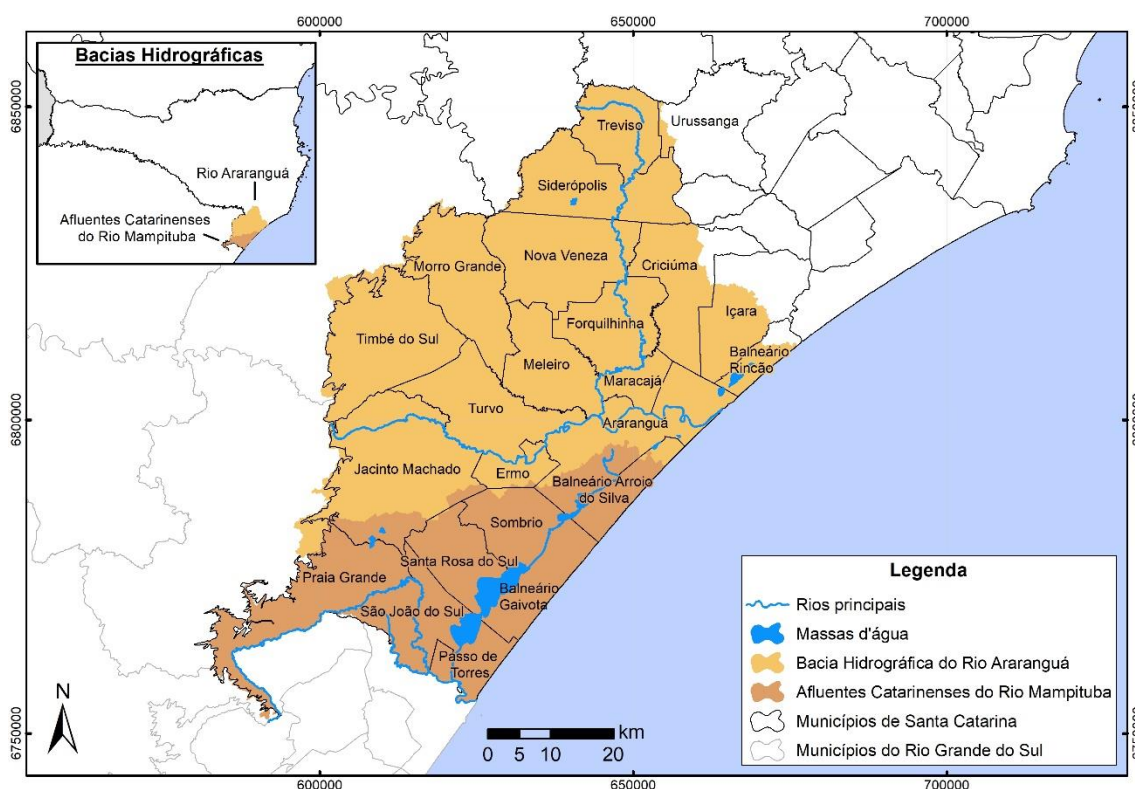 600000
650000
700000
6850000
6800000
6750000
6850000
6800000
6750000
Bacias Hidrográficas
Rio Araranguá
Afluentes Catarinenses
do Rio Mampituba
Treviso
Urussanga
Siderópolis
Nova Veneza
Morro Grande
Criciúma
Içara
Forquilhinha
Timbé do Sul
Meleiro
Balneário
Rincão
Maracajá
Turvo
Araranguá
Jacinto Machado
Ermo
Balneário Arroio
do Silva
Sombrio
Santa Rosa do Sul
Praia Grande
Balneário
Gaivota
São João do Sul
Passo de
Torres
N
0 5 10 20
km
Legenda
Rios principais
Massas d'água
Bacia Hidrográfica do Rio Araranguá
Afluentes Catarinenses do Rio Mampituba
Municípios de Santa Catarina
Municípios do Rio Grande do Sul
600000
650000
700000